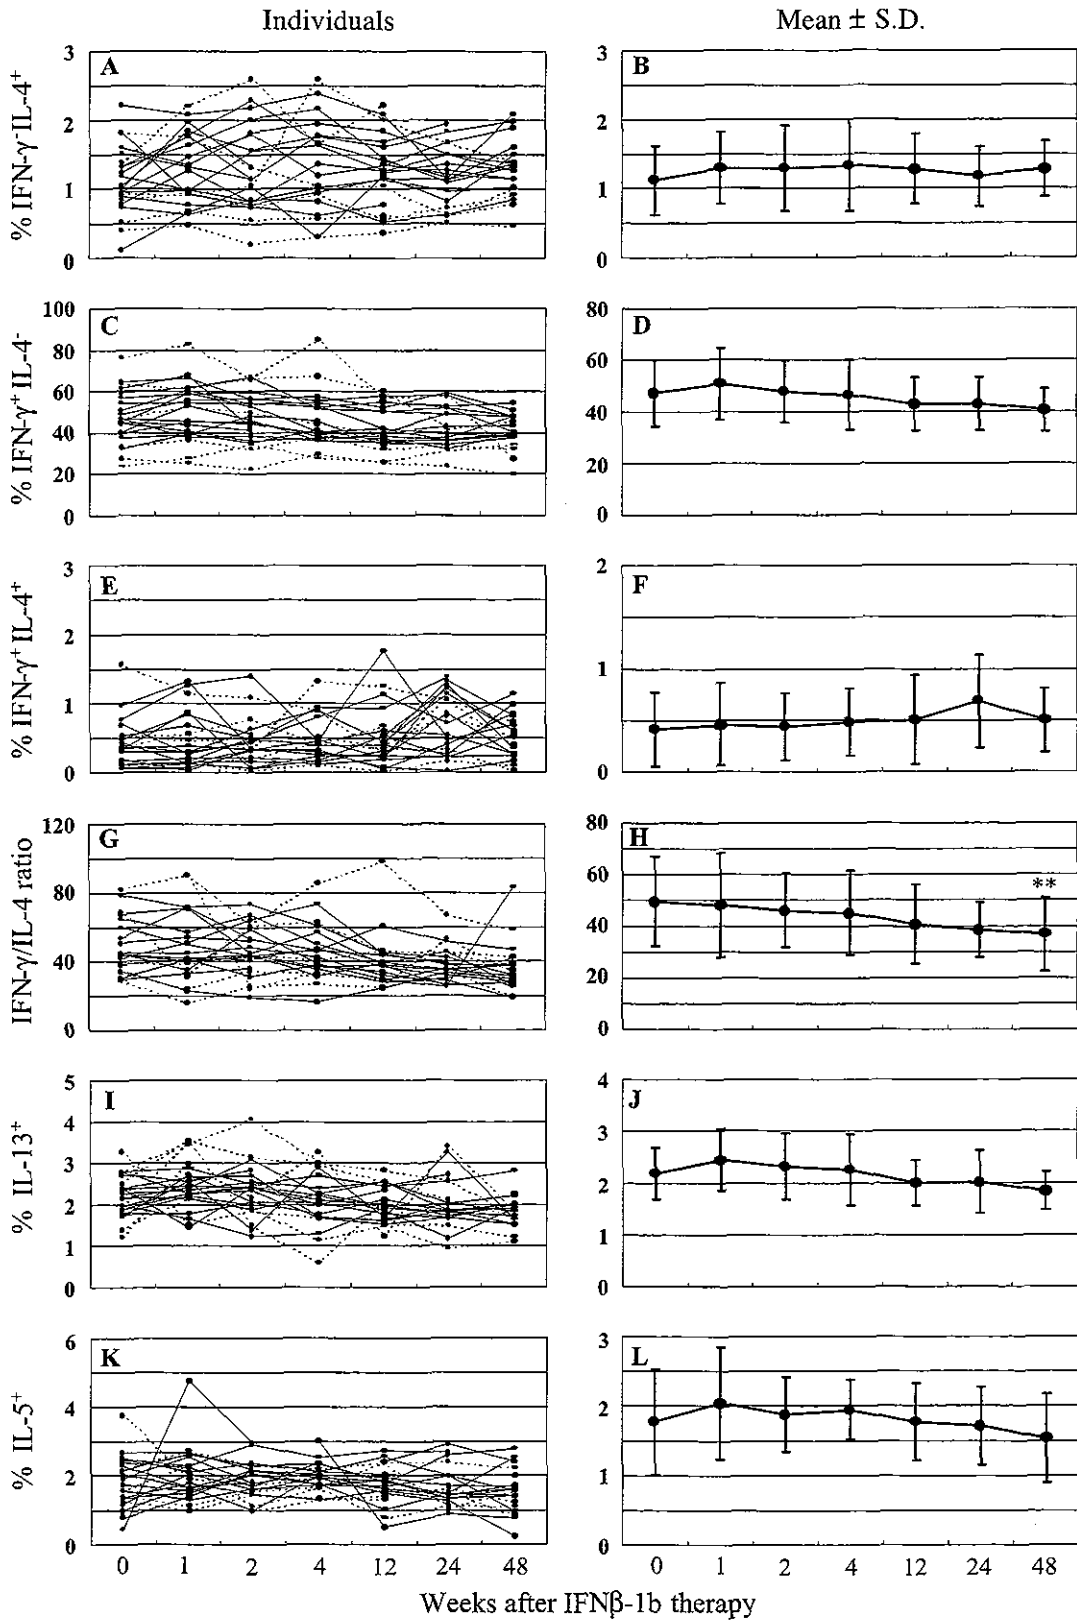 Individuals
Mean ± S.D.
A
% IFN-γ⁻IL-4⁺
3
2
1
0
B
3
2
1
0
C
% IFN-γ⁺ IL-4⁻
100
80
60
40
20
0
D
80
60
40
20
0
E
% IFN-γ⁺ IL-4⁺
3
2
1
0
F
2
1
0
G
IFN-γ/IL-4 ratio
120
80
40
0
H
80
60
40
20
0
**
I
% IL-13⁺
5
4
3
2
1
0
J
4
3
2
1
0
K
% IL-5⁺
6
4
2
0
L
3
2
1
0
0 1 2 4 12 24 48
0 1 2 4 12 24 48
Weeks after IFNβ-1b therapy